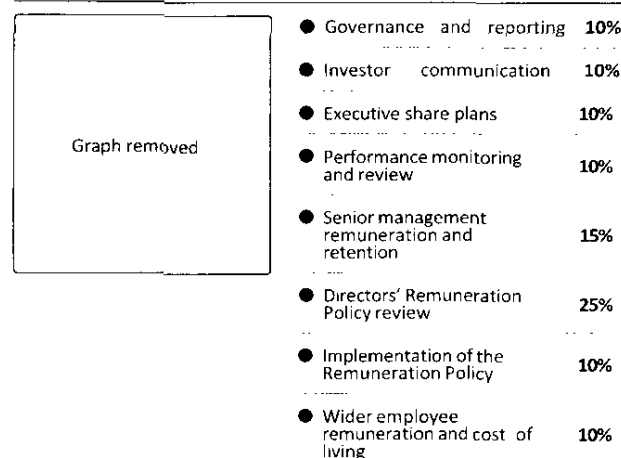 Graph removed
Governance and reporting 10%
Investor communication 10%
Executive share plans 10%
Performance monitoring
and review 10%
Senior management
remuneration and 15%
retention
Directors' Remuneration
Policy review 25%
Implementation of the
Remuneration Policy 10%
Wider employee
remuneration and cost of 10%
living